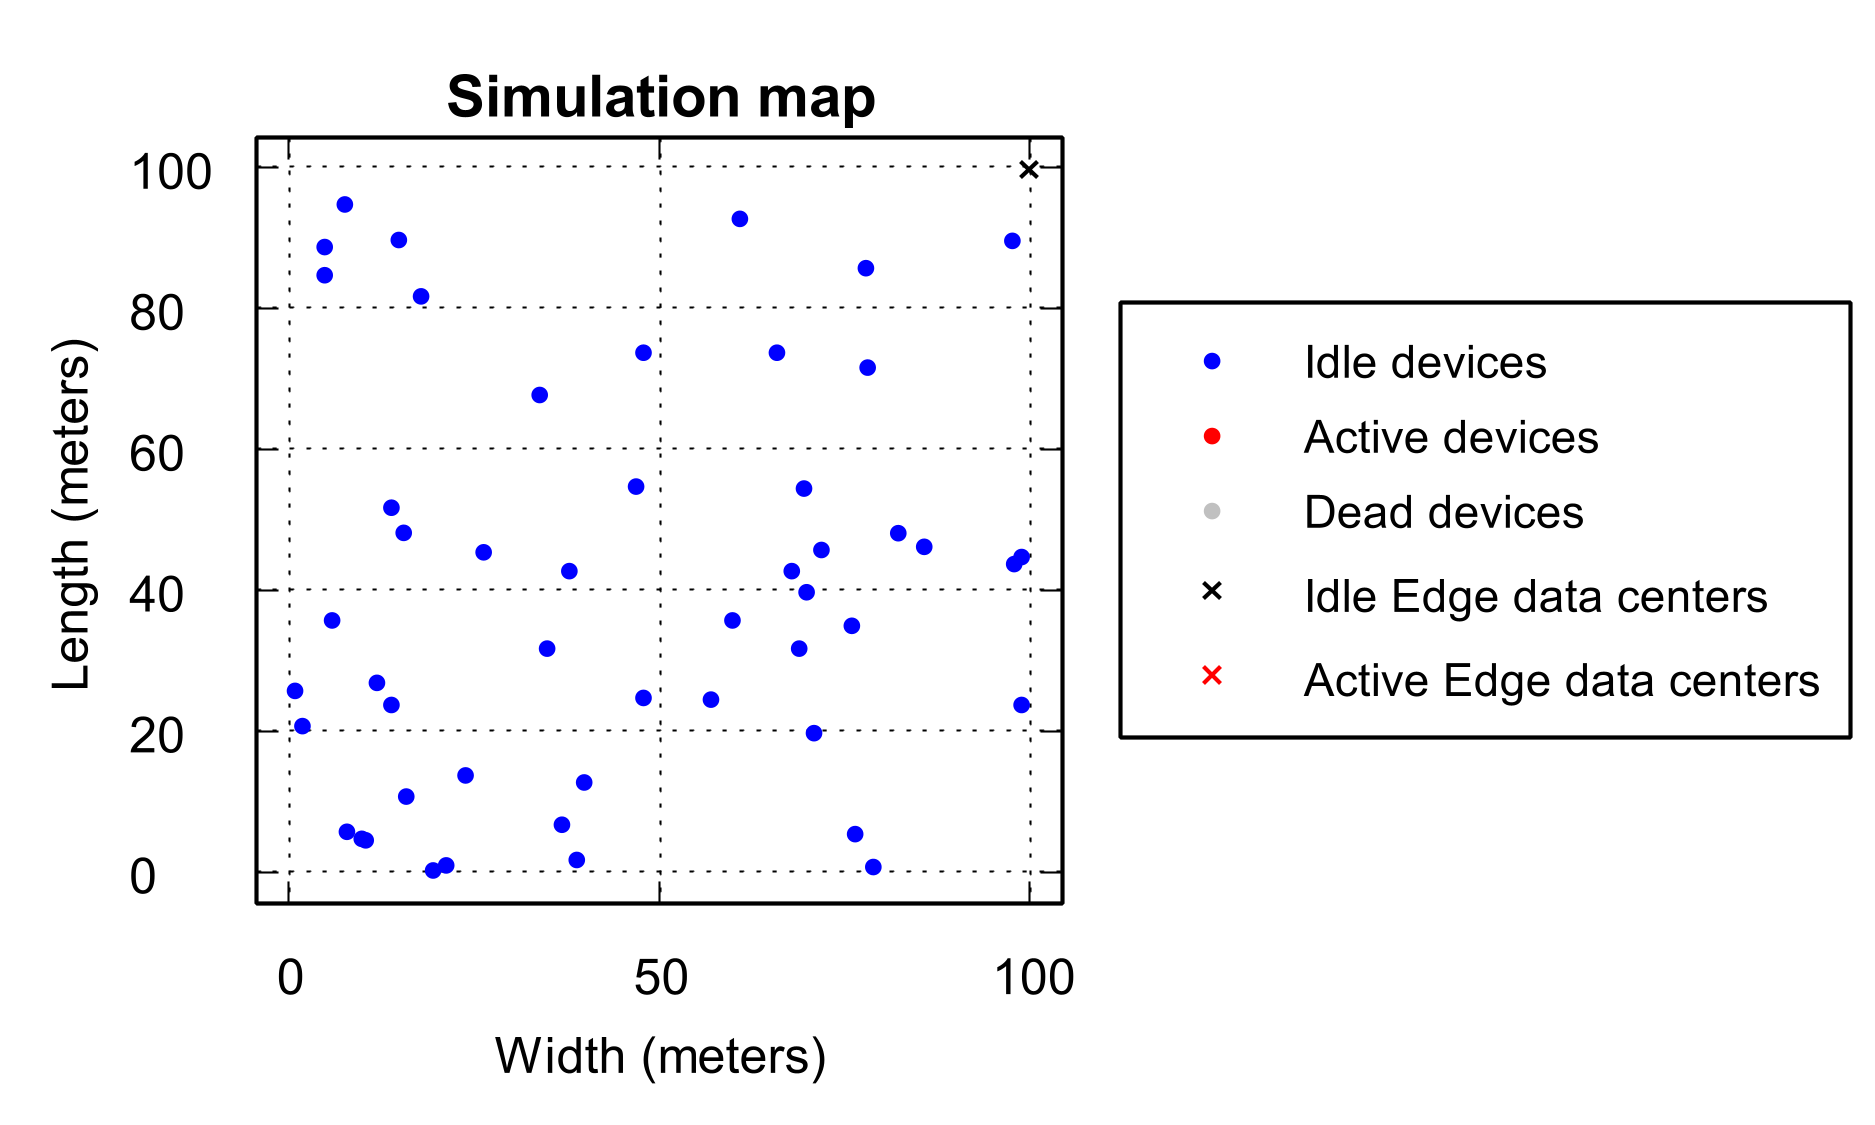 Simulation map
100
80
60
40
20
0
Length (meters)
0 50 100
Width (meters)
Idle devices
Active devices
Dead devices
Idle Edge data centers
Active Edge data centers